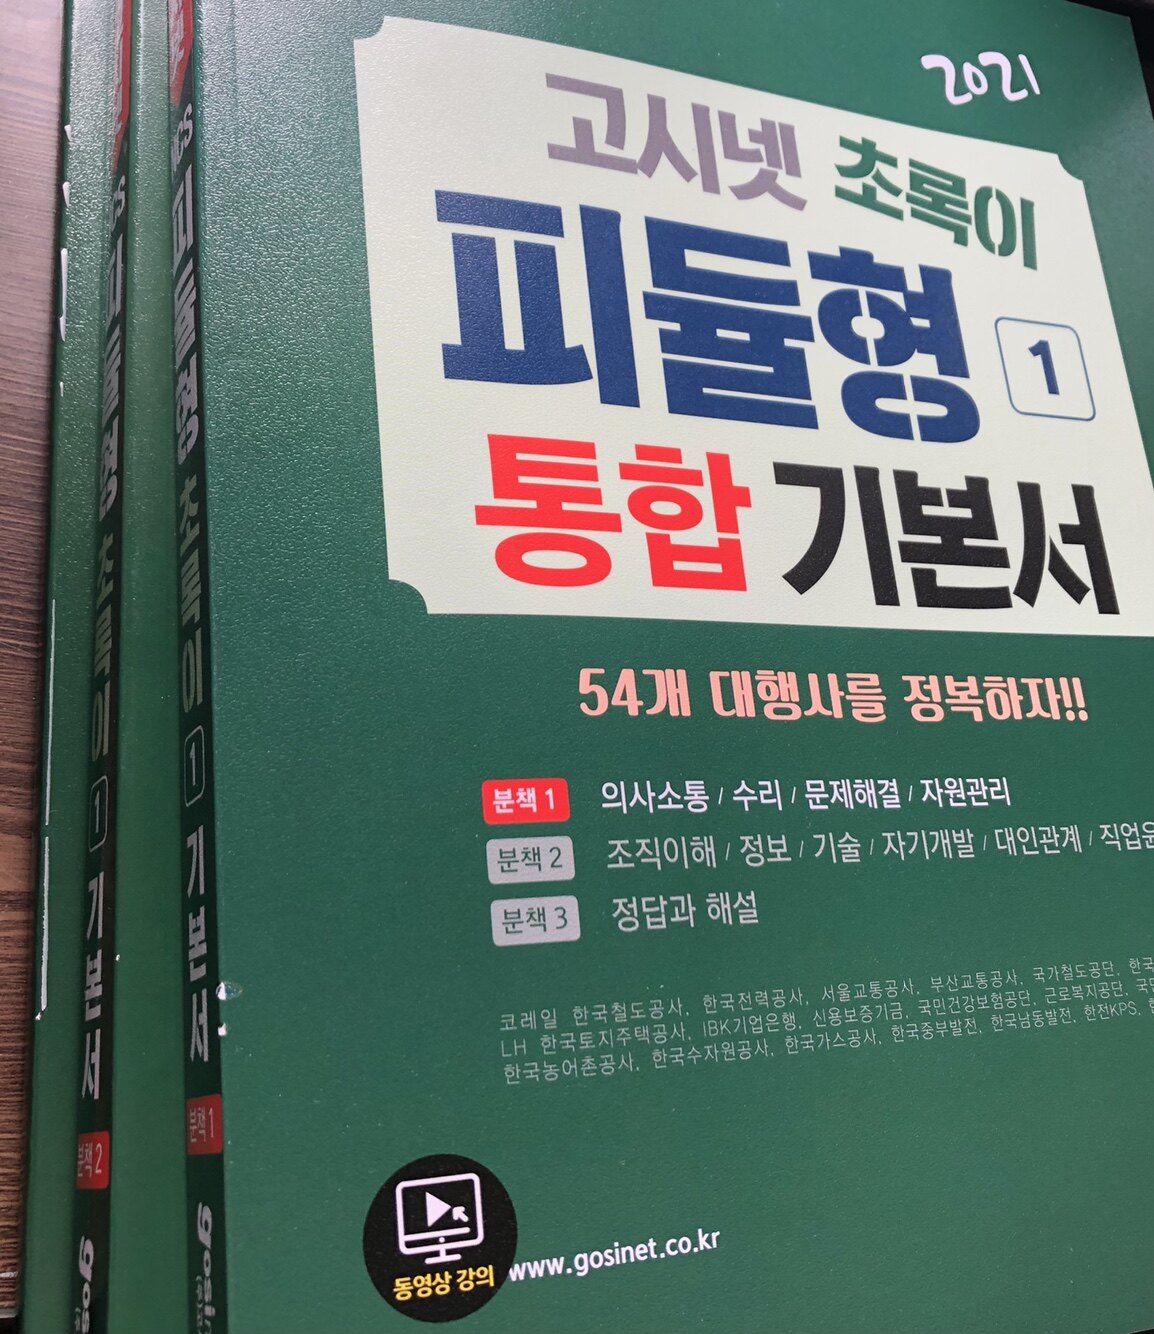 2021
고시넷 초록이
피듈형 1
통합 기본서
54개 대행사를 정복하자!!
분책 1 의사소통 / 수리 / 문제해결 / 자원관리
분책 2 조직이해 / 정보 / 기술 / 자기개발 / 대인관계 / 직업윤
분책 3 정답과 해설
코레일 한국철도공사, 한국전력공사, 서울교통공사, 부산교통공사, 국가철도공단, 한국
LH 한국토지주택공사, IBK기업은행, 신용보증기금, 국민건강보험공단, 근로복지공단, 국민
한국농어촌공사, 한국수자원공사, 한국가스공사, 한국중부발전, 한국남동발전, 한전KPS,
동영상 강의
www.gosinet.co.kr
피듈형 초록이 1 기본서 분책 1 gosi
피듈형 초록이 1 기본서 분책 2 gos